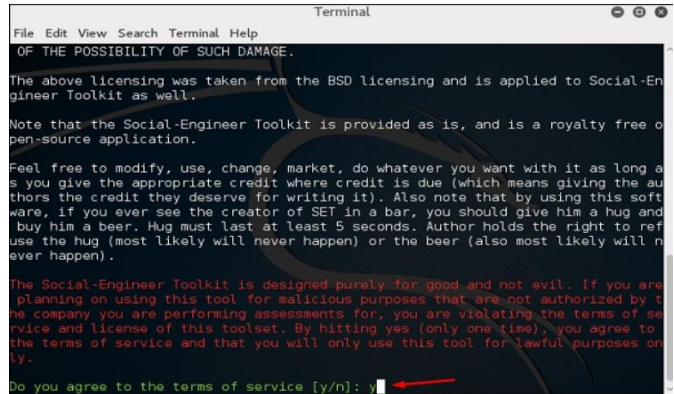 Terminal
File Edit View Search Terminal Help
OF THE POSSIBILITY OF SUCH DAMAGE.
The above licensing was taken from the BSD licensing and is applied to Social-En
gineer Toolkit as well.
Note that the Social-Engineer Toolkit is provided as is, and is a royalty free o
pen-source application.
Feel free to modify, use, change, market, do whatever you want with it as long a
s you give the appropriate credit where credit is due (which means giving the au
thors the credit they deserve for writing it). Also note that by using this soft
ware, if you ever see the creator of SET in a bar, you should give him a hug and
buy him a beer. Hug must last at least 5 seconds. Author holds the right to ref
use the hug (most likely will never happen) or the beer (also most likely will n
ever happen).
The Social-Engineer Toolkit is designed purely for good and not evil. If you are
planning on using this tool for malicious purposes that are not authorized by t
he company you are performing assessments for, you are violating the terms of se
rvice and license of this toolset. By hitting yes (only one time), you agree to
the terms of service and that you will only use this tool for lawful purposes on
ly.
Do you agree to the terms of service [y/n]: y